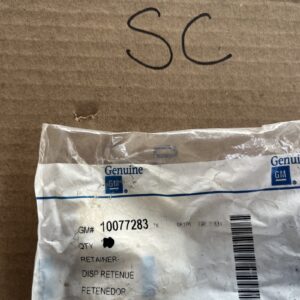 SC
Genuine
GM
Genuine
GM
GM# 10077283
QTY
RETAINER-
DISP RETENUE
RETENEDOR